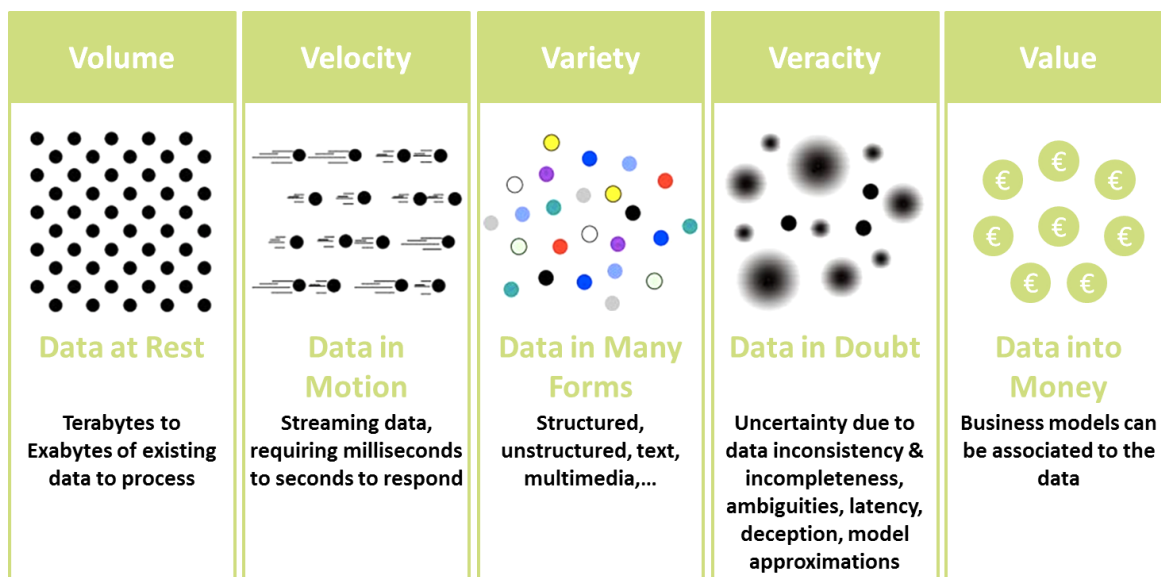 Volume
Data at Rest
Terabytes to
Exabytes of existing
data to process
Velocity
Data in
Motion
Streaming data,
requiring milliseconds
to seconds to respond
Variety
Data in Many
Forms
Structured,
unstructured, text,
multimedia,...
Veracity
Data in Doubt
Uncertainty due to
data inconsistency &
incompleteness,
ambiguities, latency,
deception, model
approximations
Value
€
€ €
€ € €
€ €
Data into
Money
Business models can
be associated to the
data